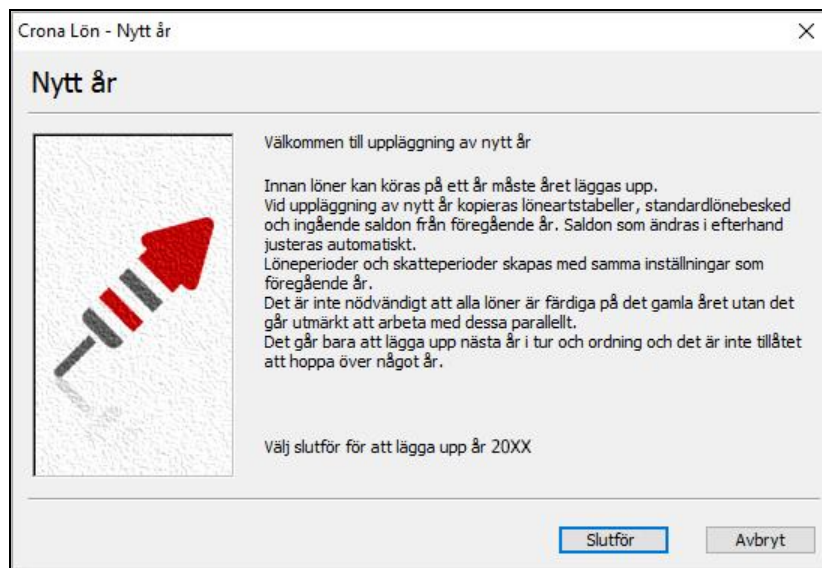 Crona Lön - Nytt år
Nytt år
Välkommen till uppläggning av nytt år
Innan löner kan köras på ett år måste året läggas upp.
Vid uppläggning av nytt år kopieras löneartstabeller, standardlönebesked
och ingående saldon från föregående år. Saldon som ändras i efterhand
justeras automatiskt.
Löneperioder och skatteperioder skapas med samma inställningar som
föregående år.
Det är inte nödvändigt att alla löner är färdiga på det gamla året utan det
går utmärkt att arbeta med dessa parallellt.
Det går bara att lägga upp nästa år i tur och ordning och det är inte tillåtet
att hoppa över något år.
Välj slutför för att lägga upp år 20XX
Slutför
Avbryt